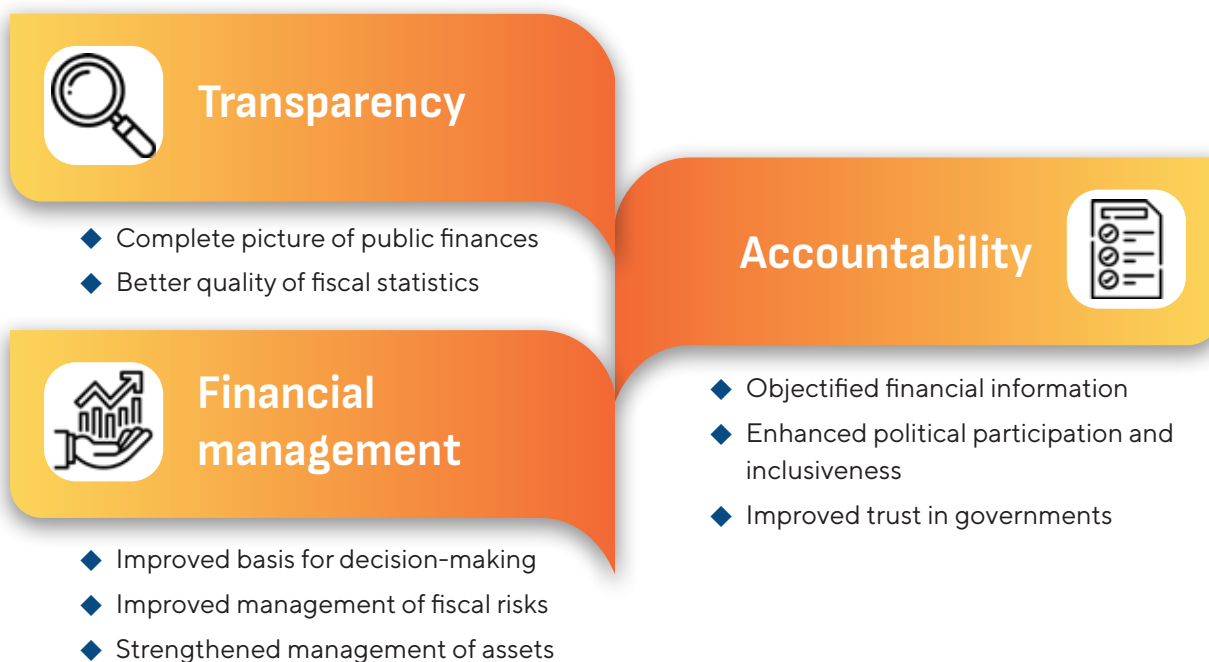 Transparency
◆ Complete picture of public finances
◆ Better quality of fiscal statistics
Accountability
◆ Objectified financial information
◆ Enhanced political participation and
inclusiveness
◆ Improved trust in governments
Financial
management
◆ Improved basis for decision-making
◆ Improved management of fiscal risks
◆ Strengthened management of assets